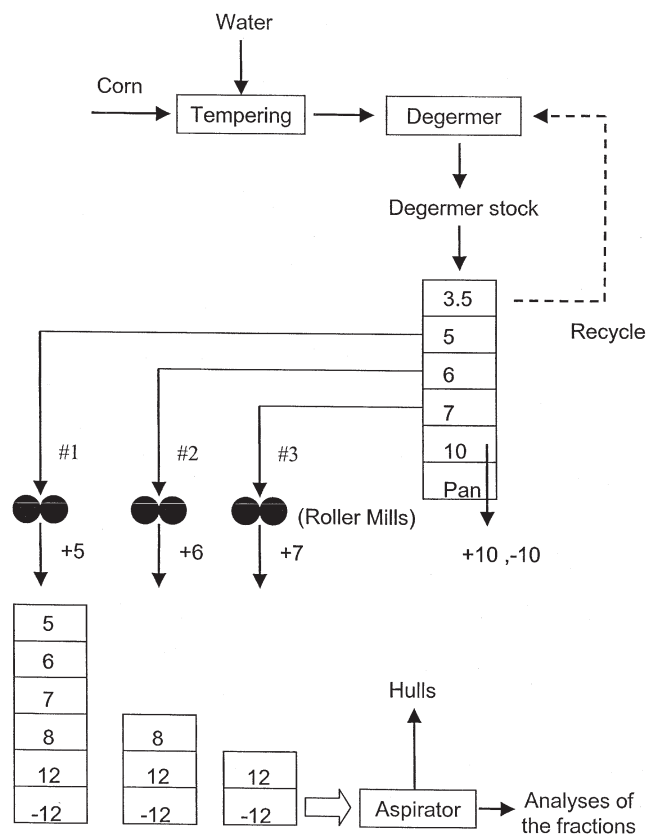 Water
Corn
Tempering
Degermer
Degermer stock
3.5
Recycle
5
6
7
10
Pan
#1
#2
#3
(Roller Mills)
+5
+6
+7
+10 ,-10
5
6
7
8
12
-12
8
12
-12
12
-12
Hulls
Aspirator
Analyses of
the fractions